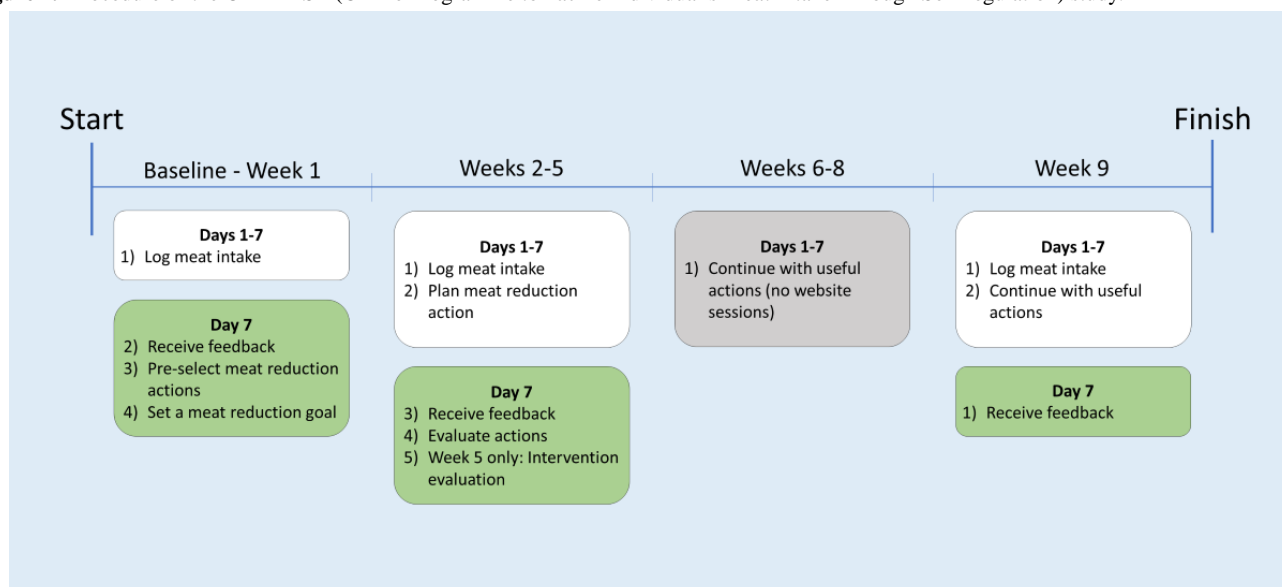 Start
Finish
Baseline - Week 1
Weeks 2-5
Weeks 6-8
Week 9
Days 1-7
1) Log meat intake
Day 7
2) Receive feedback
3) Pre-select meat reduction
actions
4) Set a meat reduction goal
Days 1-7
1) Log meat intake
2) Plan meat reduction
action
Day 7
3) Receive feedback
4) Evaluate actions
5) Week 5 only: Intervention
evaluation
Days 1-7
1) Continue with useful
actions (no website
sessions)
Days 1-7
1) Log meat intake
2) Continue with useful
actions
Day 7
1) Receive feedback